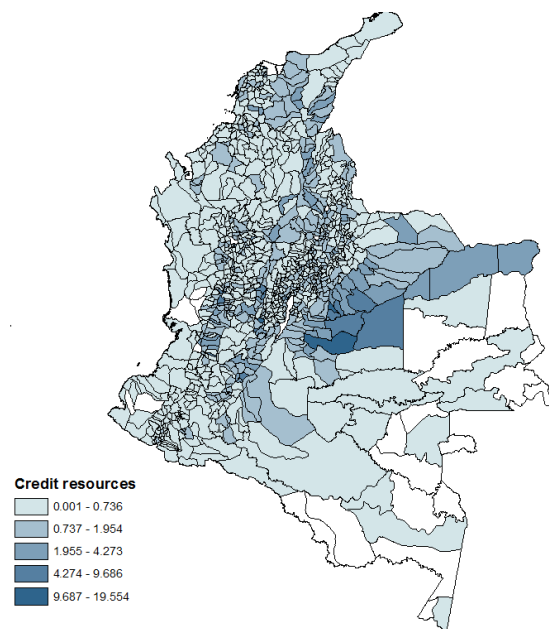 Credit resources
0.001 - 0.736
0.737 - 1.954
1.955 - 4.273
4.274 - 9.686
9.687 - 19.554